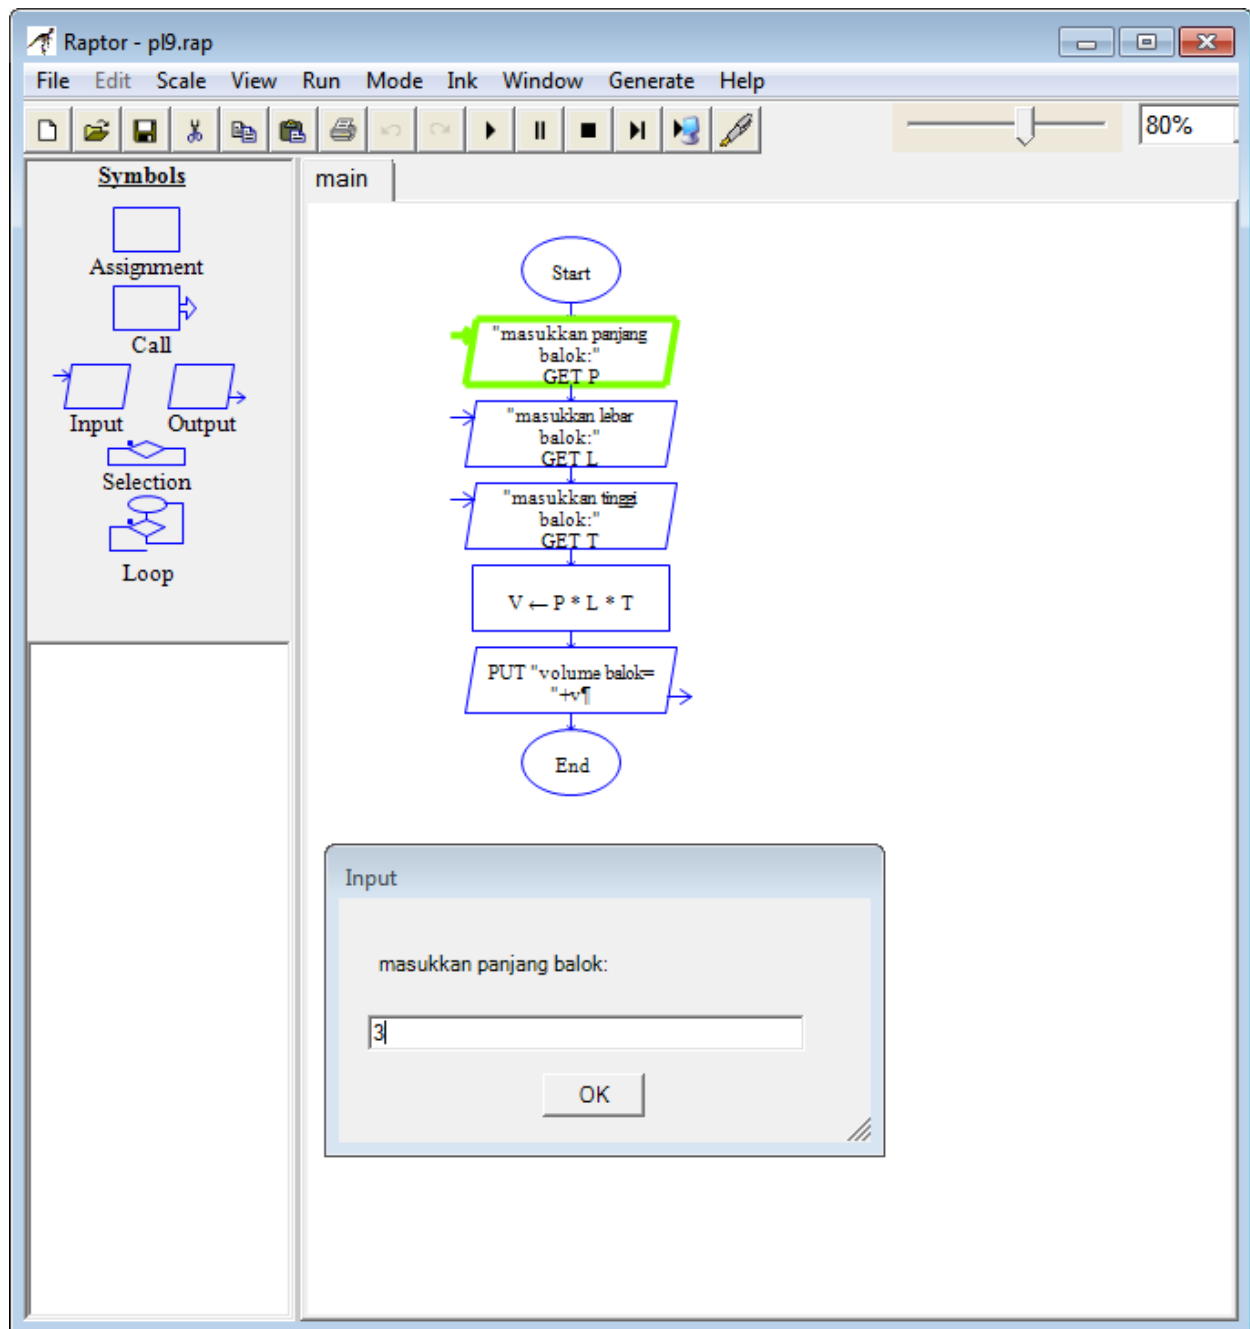 Raptor - pl9.rap
File Edit Scale View Run Mode Ink Window Generate Help
80%
Symbols
Assignment
Call
Input Output
Selection
Loop
main
Start
"masukkan panjang
balok:"
GET P
"masukkan lebar
balok:"
GET L
"masukkan tinggi
balok:"
GET T
V ← P * L * T
PUT "volume balok=
"+v¶
End
Input
masukkan panjang balok:
3
OK